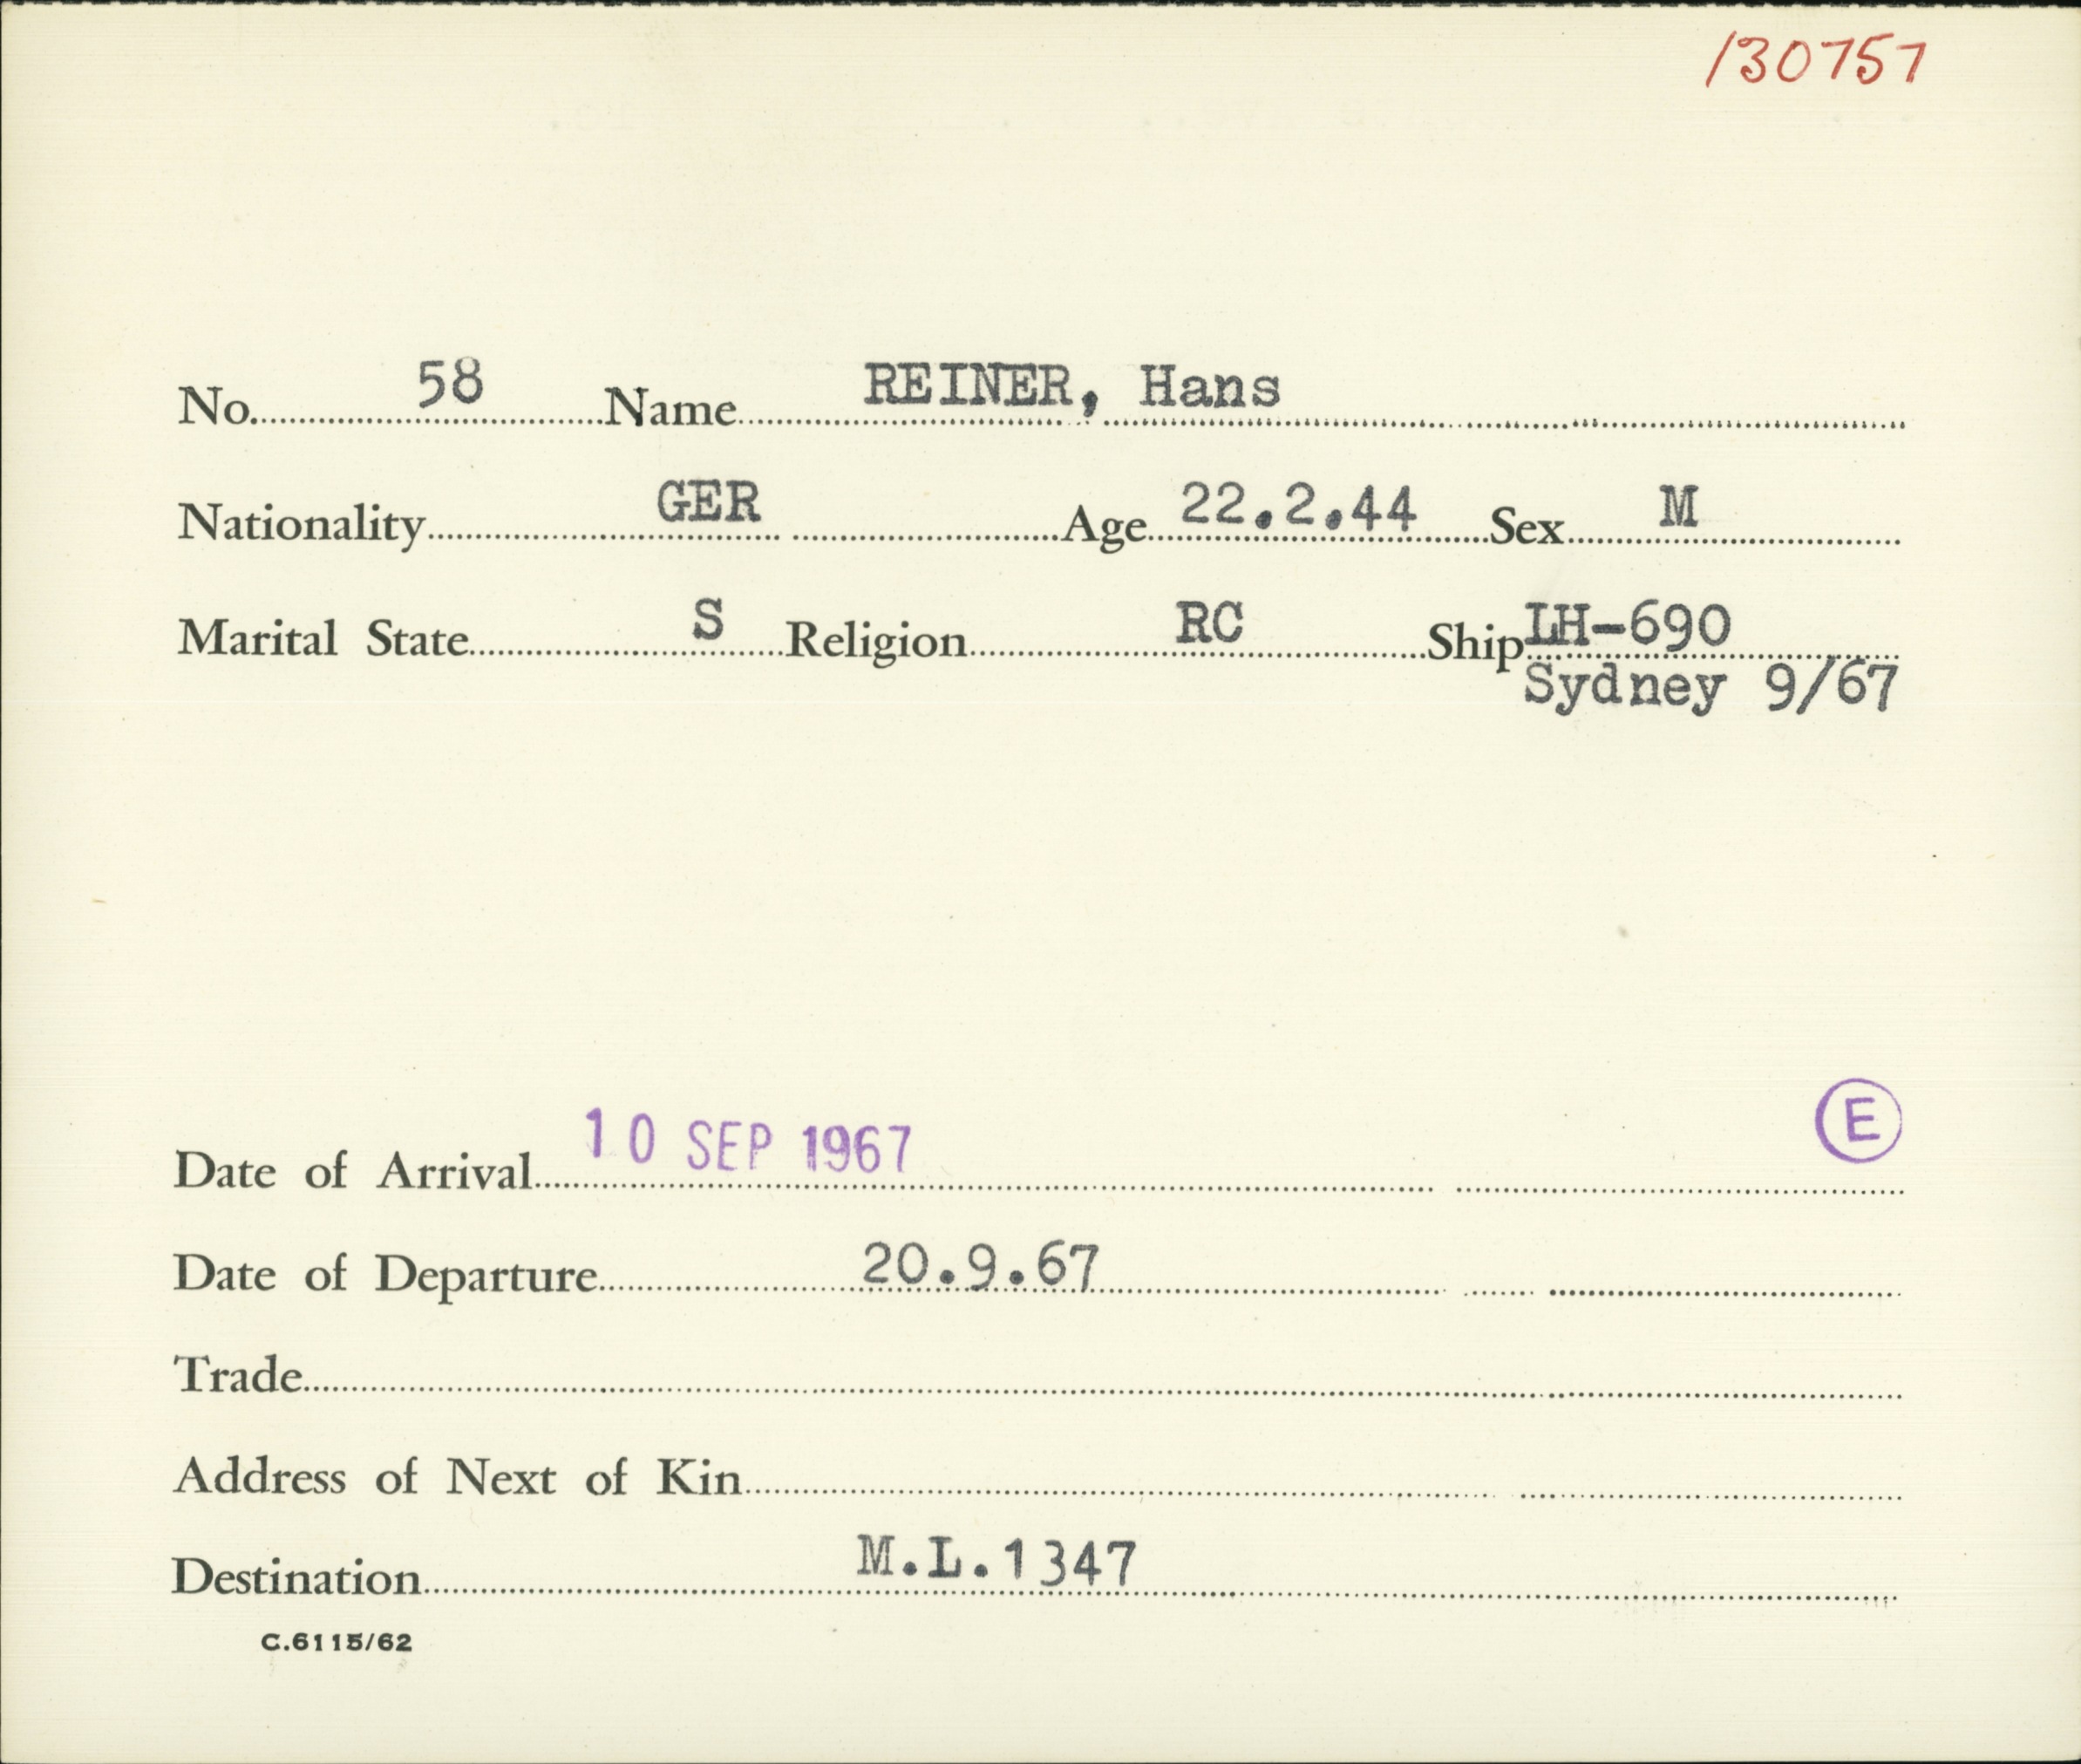 130757
No. 58 Name REINER, Hans
Nationality GER Age 22.2.44 Sex M
Marital State S Religion RC Ship LH-690
Sydney 9/67
E
Date of Arrival 10 SEP 1967
Date of Departure 20.9.67
Trade
Address of Next of Kin
Destination M.L.1347
C.6115/62